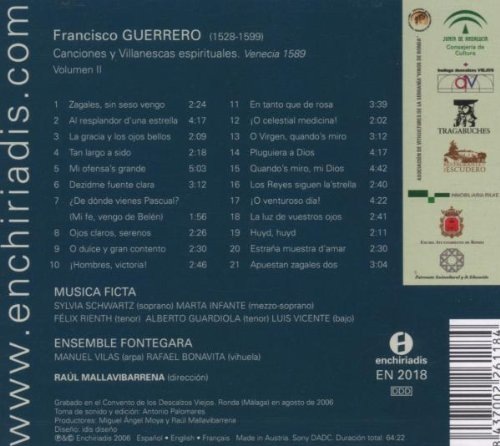 www.enchiriadis.com
Francisco GUERRERO (1528-1599)
Canciones y Villanescas espirituales. Venecia 1589
Volumen II
1 Zagales, sin seso vengo 2:24
2 Al resplandor d'una estrella 4:17
3 La gracia y los ojos bellos 2:09
4 Tan largo a sido 2:18
5 Mi ofensa's grande 5:03
6 Dezidme fuente clara 3:12
7 ¿De dónde vienes Pascual?
(Mi fe, vengo de Belén) 1:56
8 Ojos claros, serenos 2:26
9 O dulce y gran contento 2:30
10 ¡Hombres, victoria! 2:46
11 En tanto que de rosa 3:39
12 ¡O celestial medicina! 2:02
13 O Virgen, quando's miro 3:12
14 Pluguiera a Dios 4:11
15 Quando's miro, mi Dios 3:42
16 Los Reyes siguen la'strella 2:40
17 ¡O venturoso dia! 4:22
18 La luz de vuestros ojos 2:41
19 Huyd, huyd 2:11
20 Estraña muestra d'amar 2:30
21 Apuestan zagales dos 3:04
MUSICA FICTA
SYLVIA SCHWARTZ (soprano) MARTA INFANTE (mezzo-soprano)
FÉLIX RIENTH (tenor) ALBERTO GUARDIOLA (tenor) LUIS VICENTE (bajo)
ENSEMBLE FONTEGARA
MANUEL VILAS (arpa) RAFAEL BONAVITA (vihuela)
RAÚL MALLAVIBARRENA (dirección)
Grabado en el Convento de los Descalzos Viejos. Ronda (Málaga) en agosto de 2006
Toma de sonido y edición: Antonio Palomares
Productores: Miguel Ángel Moya y Raúl Mallavibarrena
Diseño: idis diseño
℗&© Enchiriadis 2006 Español • English • Français Made in Austria. Sony DADC. Duración total: 64:22
enchiriadis
EN 2018
DDD
JUNTA DE ANDALUCIA
Consejería de
Cultura
TRAGABUCHES
ESCUDERO
INMOBILIARIA RILKE